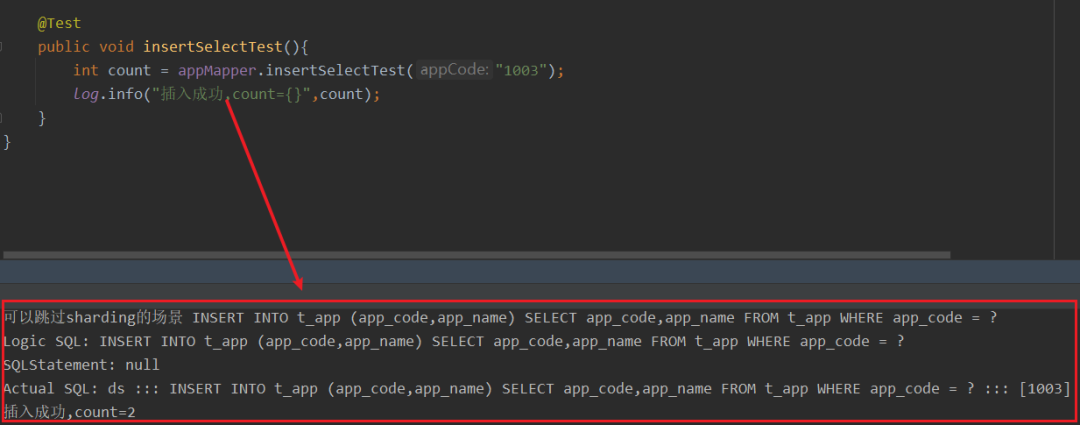 @Test
public void insertSelectTest(){
int count = appMapper.insertSelectTest( appCode: "1003");
log.info("插入成功,count={}",count);
}
}
可以跳过sharding的场景 INSERT INTO t_app (app_code,app_name) SELECT app_code,app_name FROM t_app WHERE app_code = ?
Logic SQL: INSERT INTO t_app (app_code,app_name) SELECT app_code,app_name FROM t_app WHERE app_code = ?
SQLStatement: null
Actual SQL: ds ::: INSERT INTO t_app (app_code,app_name) SELECT app_code,app_name FROM t_app WHERE app_code = ? ::: [1003]
插入成功,count=2